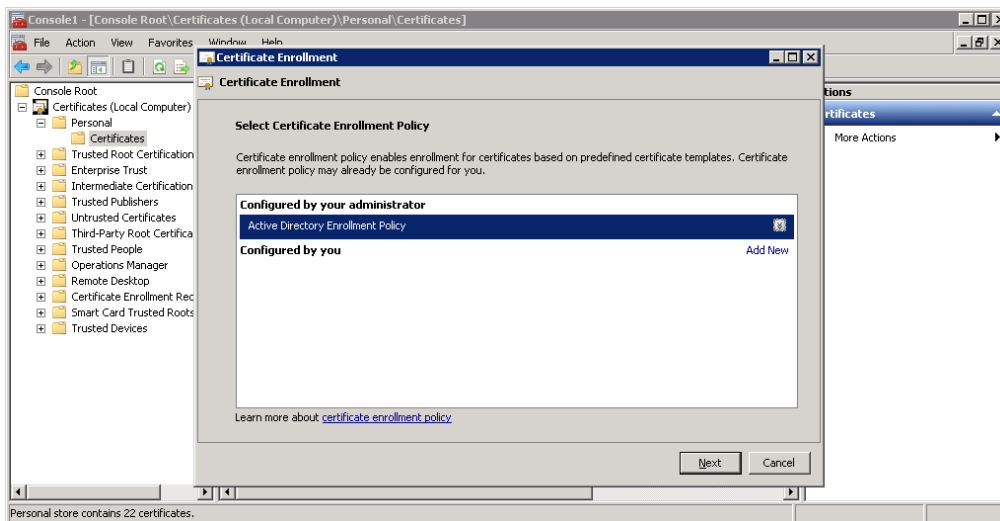 Console1 - [Console Root\Certificates (Local Computer)\Personal\Certificates]
File Action View Favorites Window Help
Console Root
Certificates (Local Computer)
Personal
Certificates
Trusted Root Certification
Enterprise Trust
Intermediate Certification
Trusted Publishers
Untrusted Certificates
Third-Party Root Certifica
Trusted People
Operations Manager
Remote Desktop
Certificate Enrollment Rec
Smart Card Trusted Roots
Trusted Devices
Certificate Enrollment
Certificate Enrollment
Select Certificate Enrollment Policy
Certificate enrollment policy enables enrollment for certificates based on predefined certificate templates. Certificate
enrollment policy may already be configured for you.
Configured by your administrator
Active Directory Enrollment Policy
Configured by you Add New
Learn more about certificate enrollment policy
Next Cancel
tions
rtificates
More Actions
Personal store contains 22 certificates.